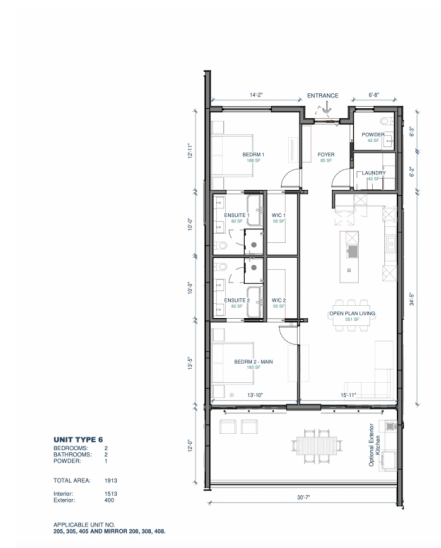 14'-2"
ENTRANCE
6'-8"
12'-11"
POWDER
42 SF
6'-3"
BEDRM 1
FOYER
LAUNDRY
6'-2"
10'-0"
ENSUITE 1
WIC 1
10'-0"
ENSUITE 2
WIC 2
OPEN PLAN LIVING
551 SF
34'-5"
13'-5"
BEDRM 2 - MAIN
13'-10"
15'-11"
12'-0"
Optional Exterior
Kitchen
30'-7"
UNIT TYPE 6
BEDROOMS: 2
BATHROOMS: 2
POWDER: 1
TOTAL AREA: 1913
Interior: 1513
Exterior: 400
APPLICABLE UNIT NO.
205, 305, 405 AND MIRROR 208, 308, 408.